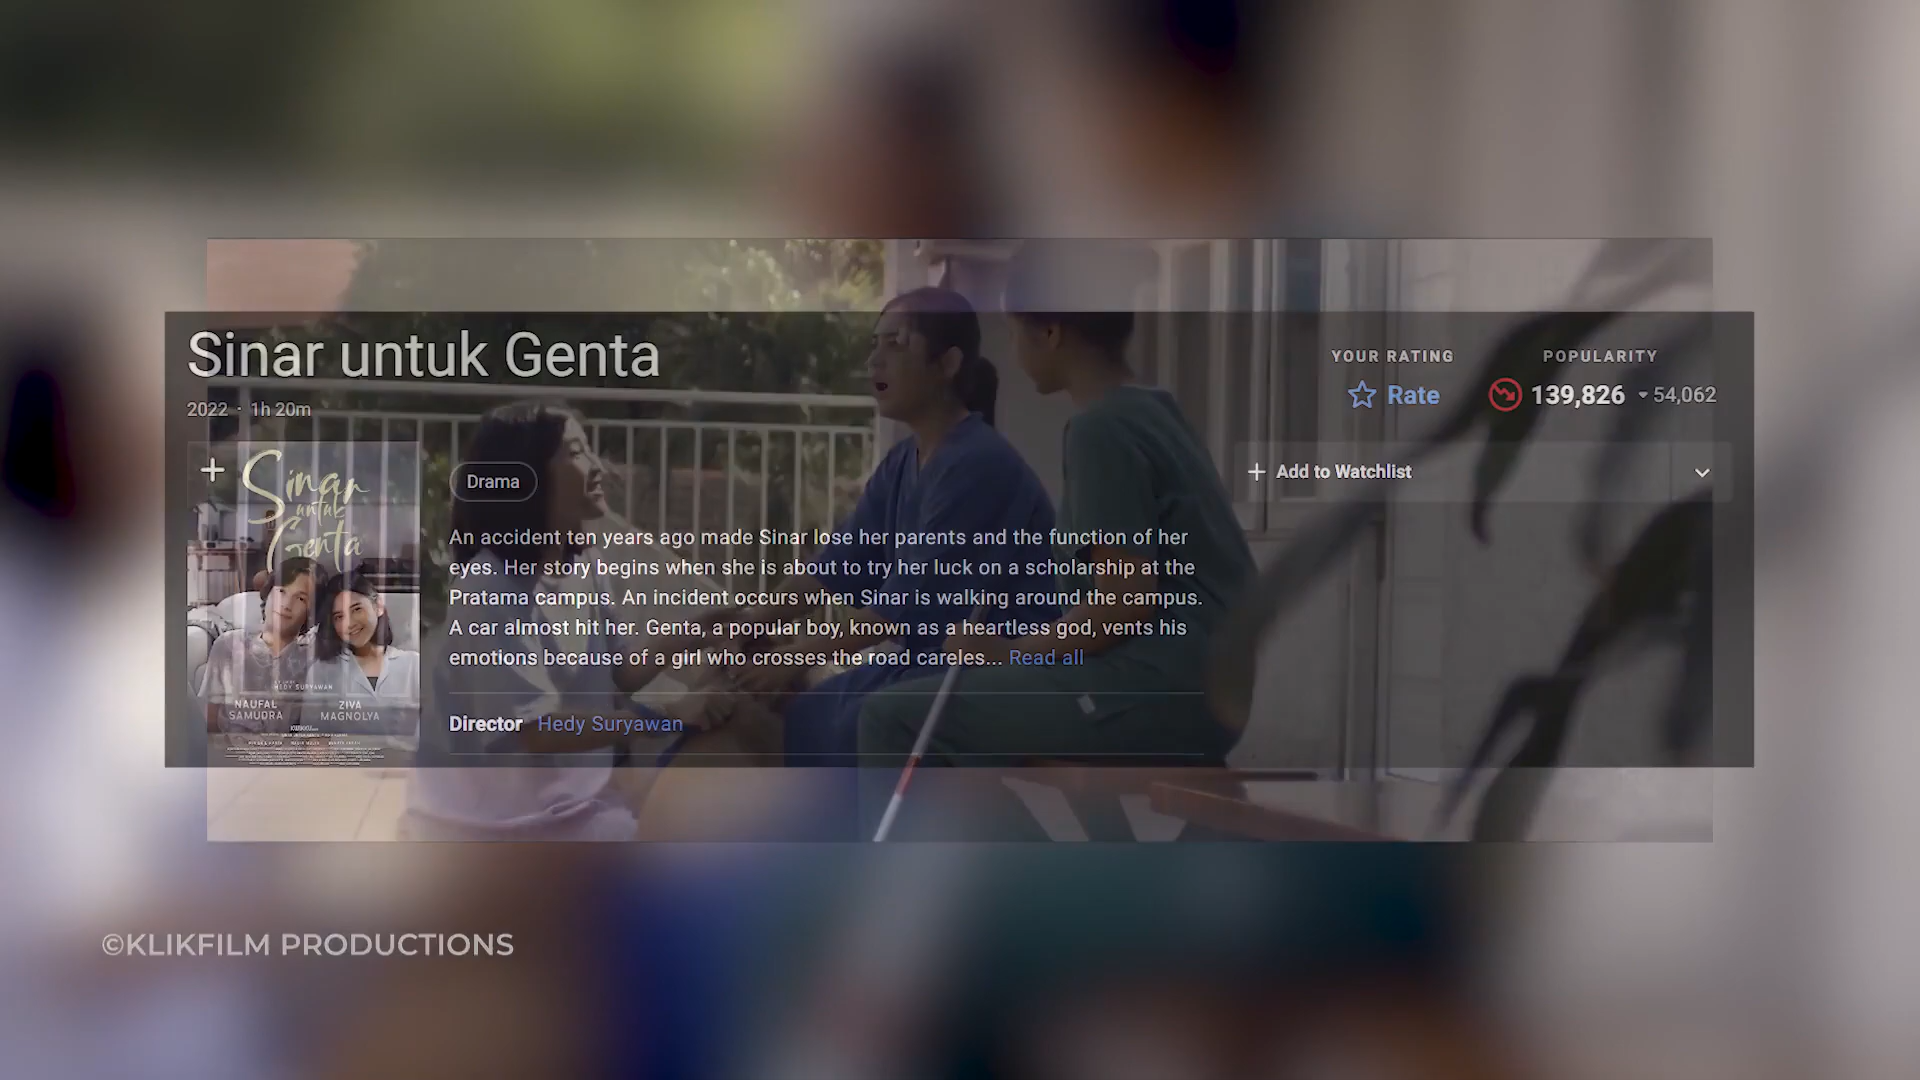 Sinar untuk Genta
2022 · 1h 20m
YOUR RATING
Rate
POPULARITY
139,826
54,062
Sinar
untuk
Genta
HEDY SURYAWAN
NAUFAL
SAMUDRA
ZIVA
MAGNOLYA
Drama
An accident ten years ago made Sinar lose her parents and the function of her
eyes. Her story begins when she is about to try her luck on a scholarship at the
Pratama campus. An incident occurs when Sinar is walking around the campus.
A car almost hit her. Genta, a popular boy, known as a heartless god, vents his
emotions because of a girl who crosses the road careles... Read all
Director Hedy Suryawan
+ Add to Watchlist
©KLIKFILM PRODUCTIONS